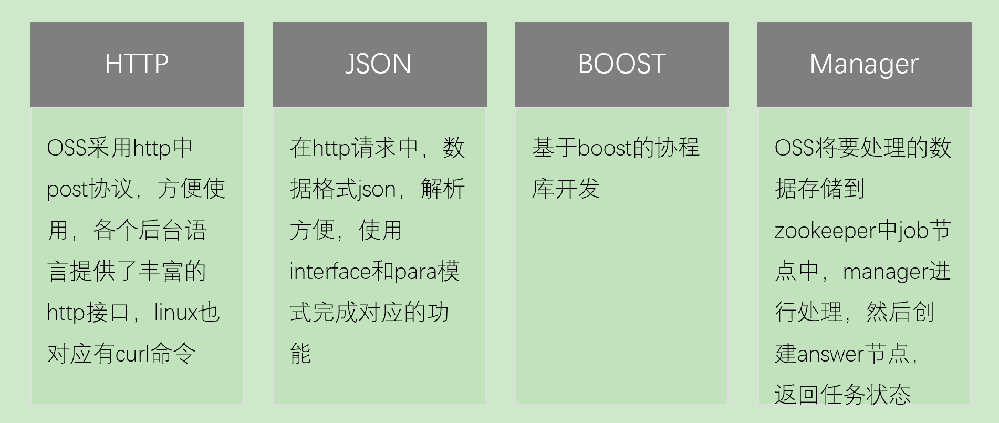 HTTP
OSS采用http中
post协议，方便使
用，各个后台语
言提供了丰富的
http接口，linux也
对应有curl命令
JSON
在http请求中，数
据格式json，解析
方便，使用
interface和para模
式完成对应的功
能
BOOST
基于boost的协程
库开发
Manager
OSS将要处理的数
据存储到
zookeeper中job节
点中，manager进
行处理，然后创
建answer节点，
返回任务状态